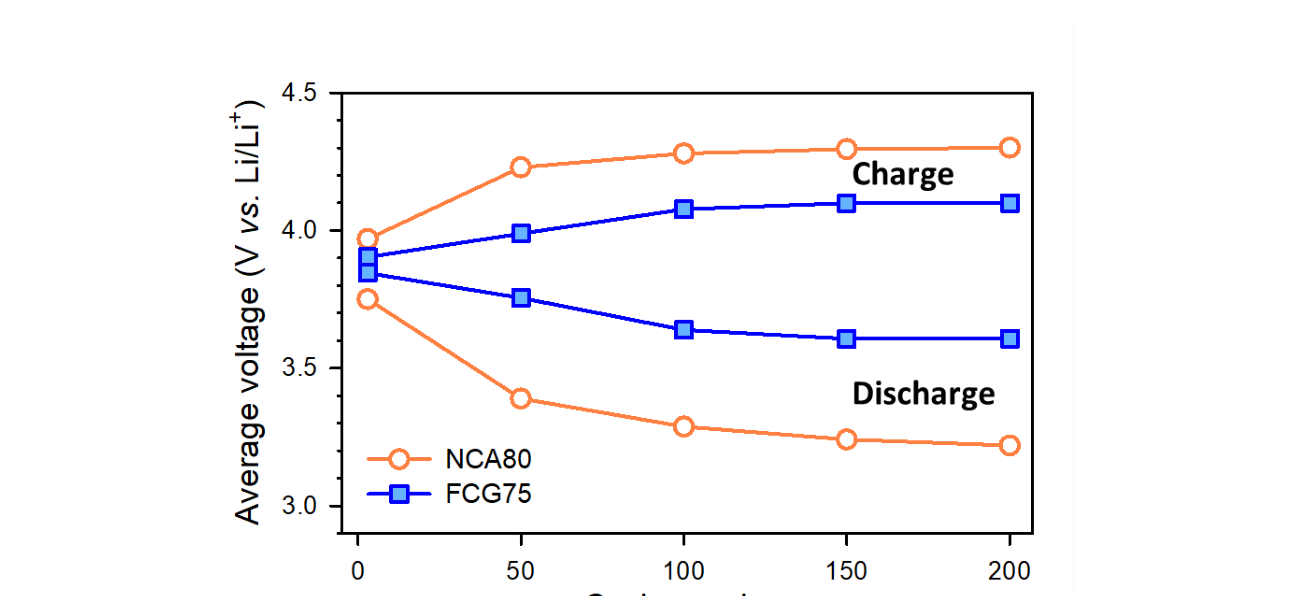 4.5
4.0
3.5
3.0
Average voltage (V vs. Li/Li⁺)
Charge
Discharge
NCA80
FCG75
0 50 100 150 200